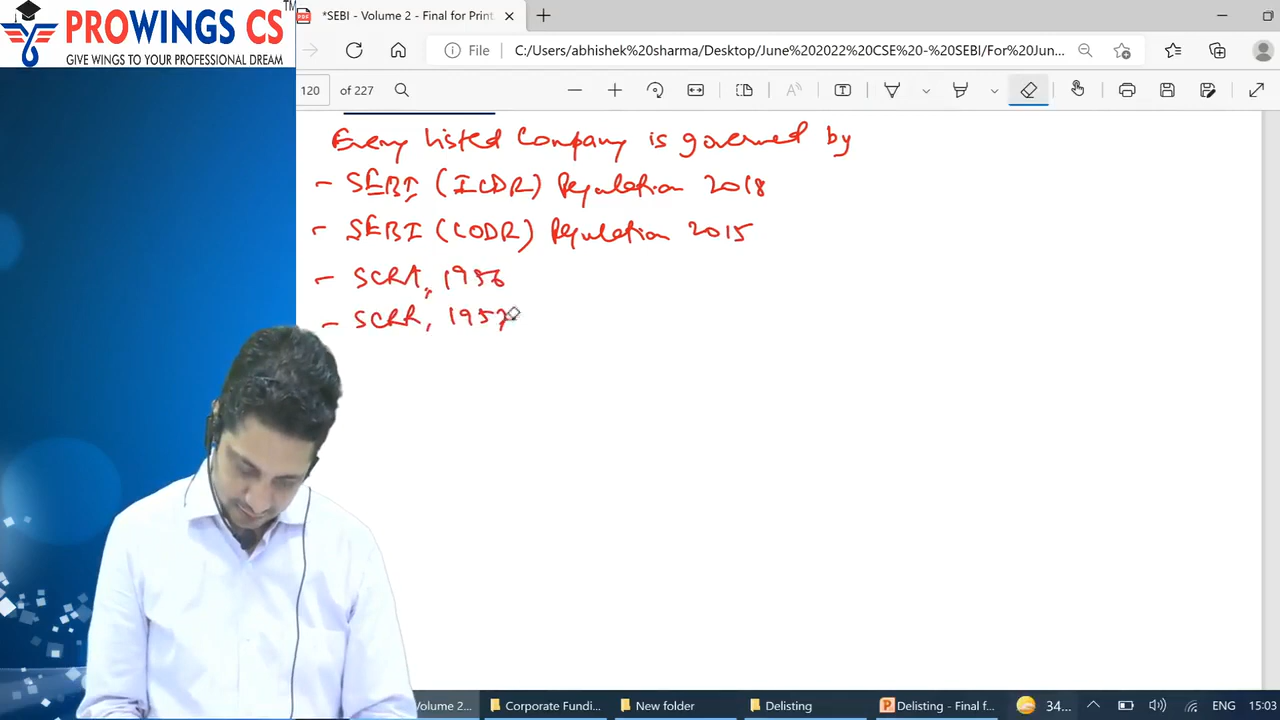 PROWINGS CS
TM
GIVE WINGS TO YOUR PROFESSIONAL DREAM
*SEBI - Volume 2 - Final for Print.
File
C:/Users/abhishek%20sharma/Desktop/June%202022%20CSE%20-%20SEBI/For%20Jun...
120 of 227
Every listed Company is governed by
- SEBI (ICDR) Regulation 2018
- SEBI (LODR) Regulation 2015
- SCRA, 1956
- SCRR, 1957
olume 2...
Corporate Fundi...
New folder
Delisting
Delisting - Final f...
34...
ENG
15:03